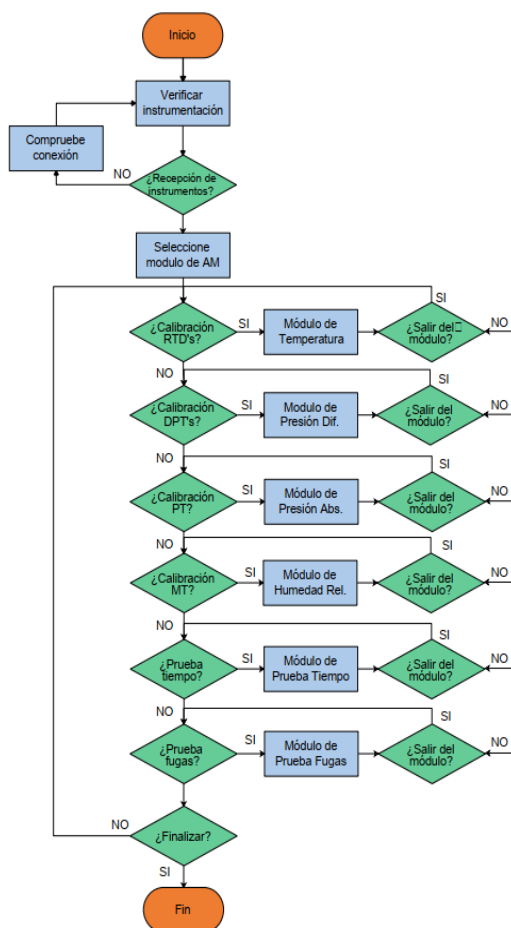 Inicio
Verificar
instrumentación
Compruebe
conexión
NO
¿Recepción de
instrumentos?
Seleccione
modulo de AM
SI
¿Calibración
RTD's?
SI
Módulo de
Temperatura
¿Salir del
módulo?
NO
NO
SI
¿Calibración
DPT's?
SI
Modulo de
Presión Dif.
¿Salir del
módulo?
NO
NO
SI
¿Calibración
PT?
SI
Módulo de
Presión Abs.
¿Salir del
módulo?
NO
NO
SI
¿Calibración
MT?
SI
Módulo de
Humedad Rel.
¿Salir del
módulo?
NO
NO
SI
¿Prueba
tiempo?
SI
Módulo de
Prueba Tiempo
¿Salir del
módulo?
NO
NO
SI
¿Prueba
fugas?
SI
Módulo de
Prueba Fugas
¿Salir del
módulo?
NO
NO
¿Finalizar?
SI
Fin